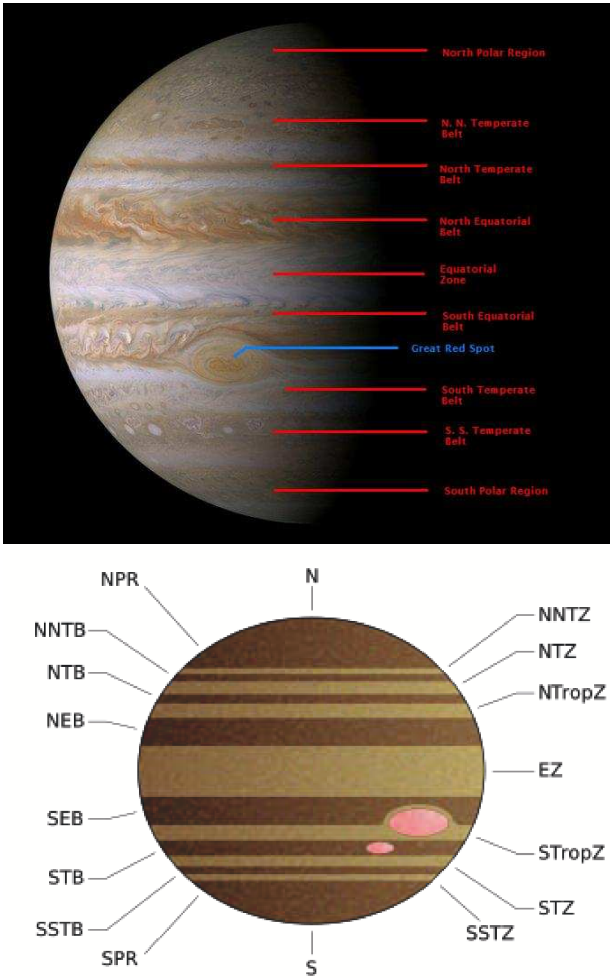 North Polar Region
N. N. Temperate
Belt
North Temperate
Belt
North Equatorial
Belt
Equatorial
Zone
South Equatorial
Belt
Great Red Spot
South Temperate
Belt
S. S. Temperate
Belt
South Polar Region
N
NPR
NNTB
NTB
NEB
SEB
STB
SSTB
SPR
S
NNTZ
NTZ
NTropZ
EZ
STropZ
STZ
SSTZ